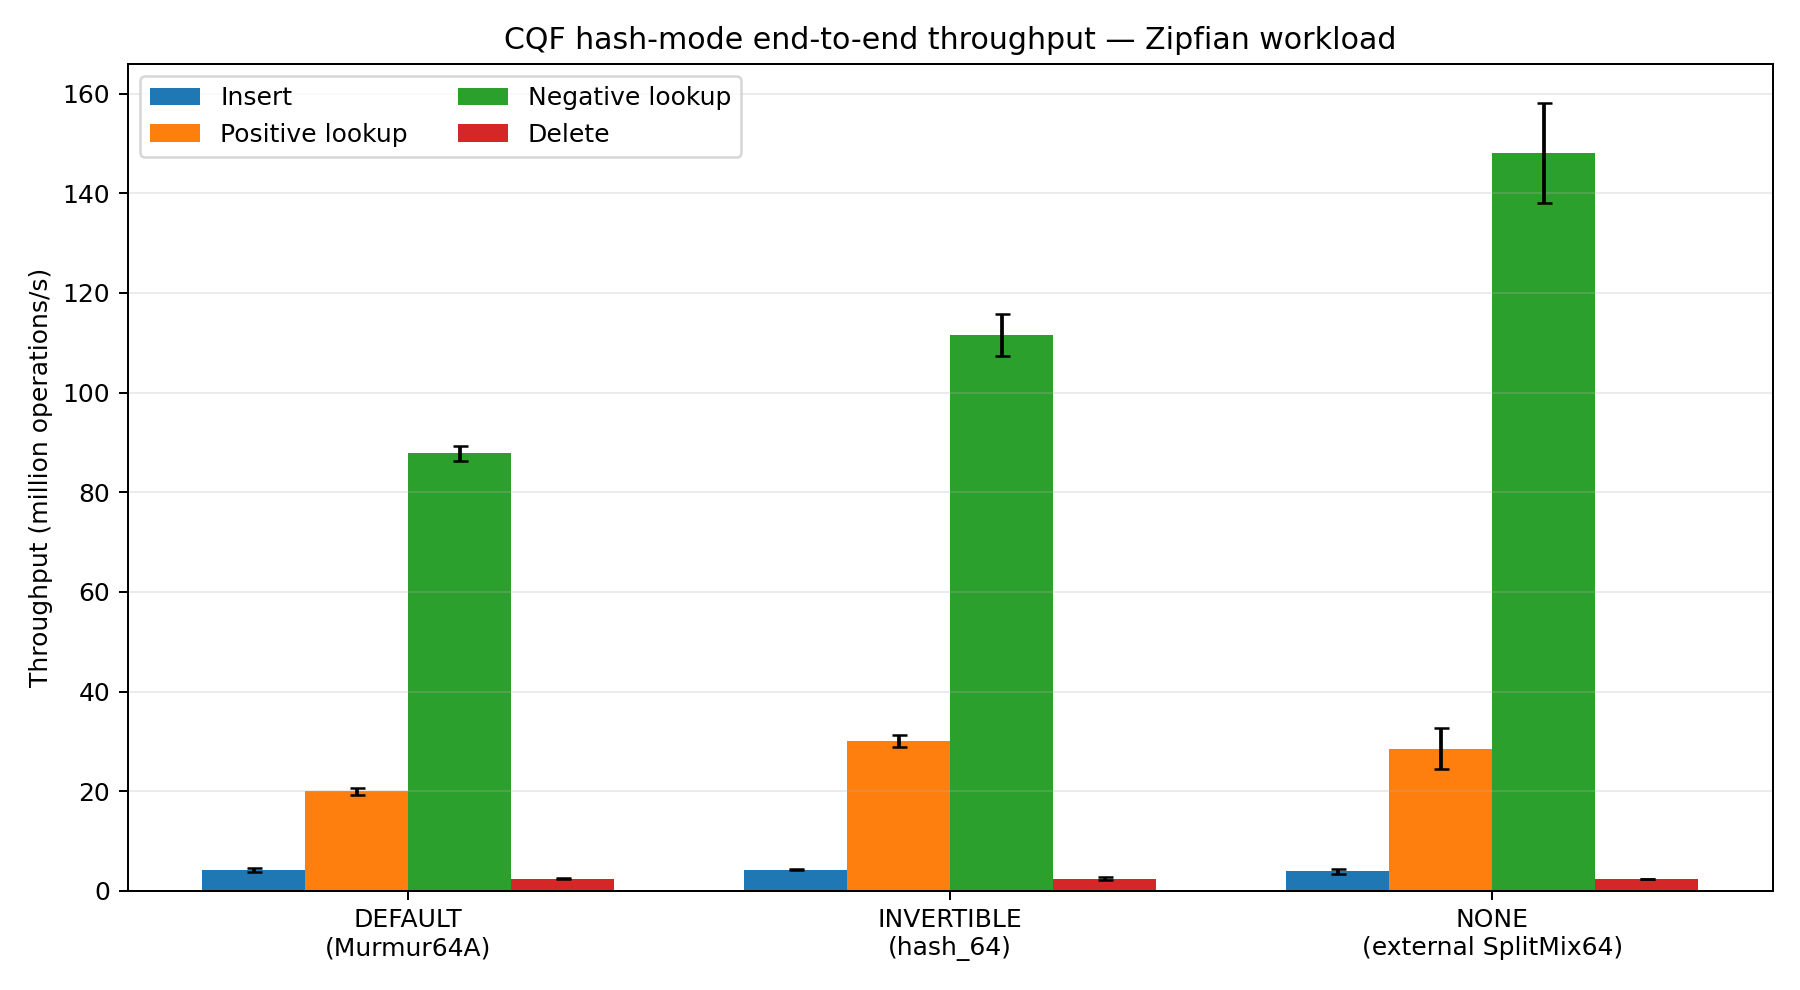 CQF hash-mode end-to-end throughput — Zipfian workload
Insert
Positive lookup
Negative lookup
Delete
Throughput (million operations/s)
160
140
120
100
80
60
40
20
0
DEFAULT
(Murmur64A)
INVERTIBLE
(hash_64)
NONE
(external SplitMix64)